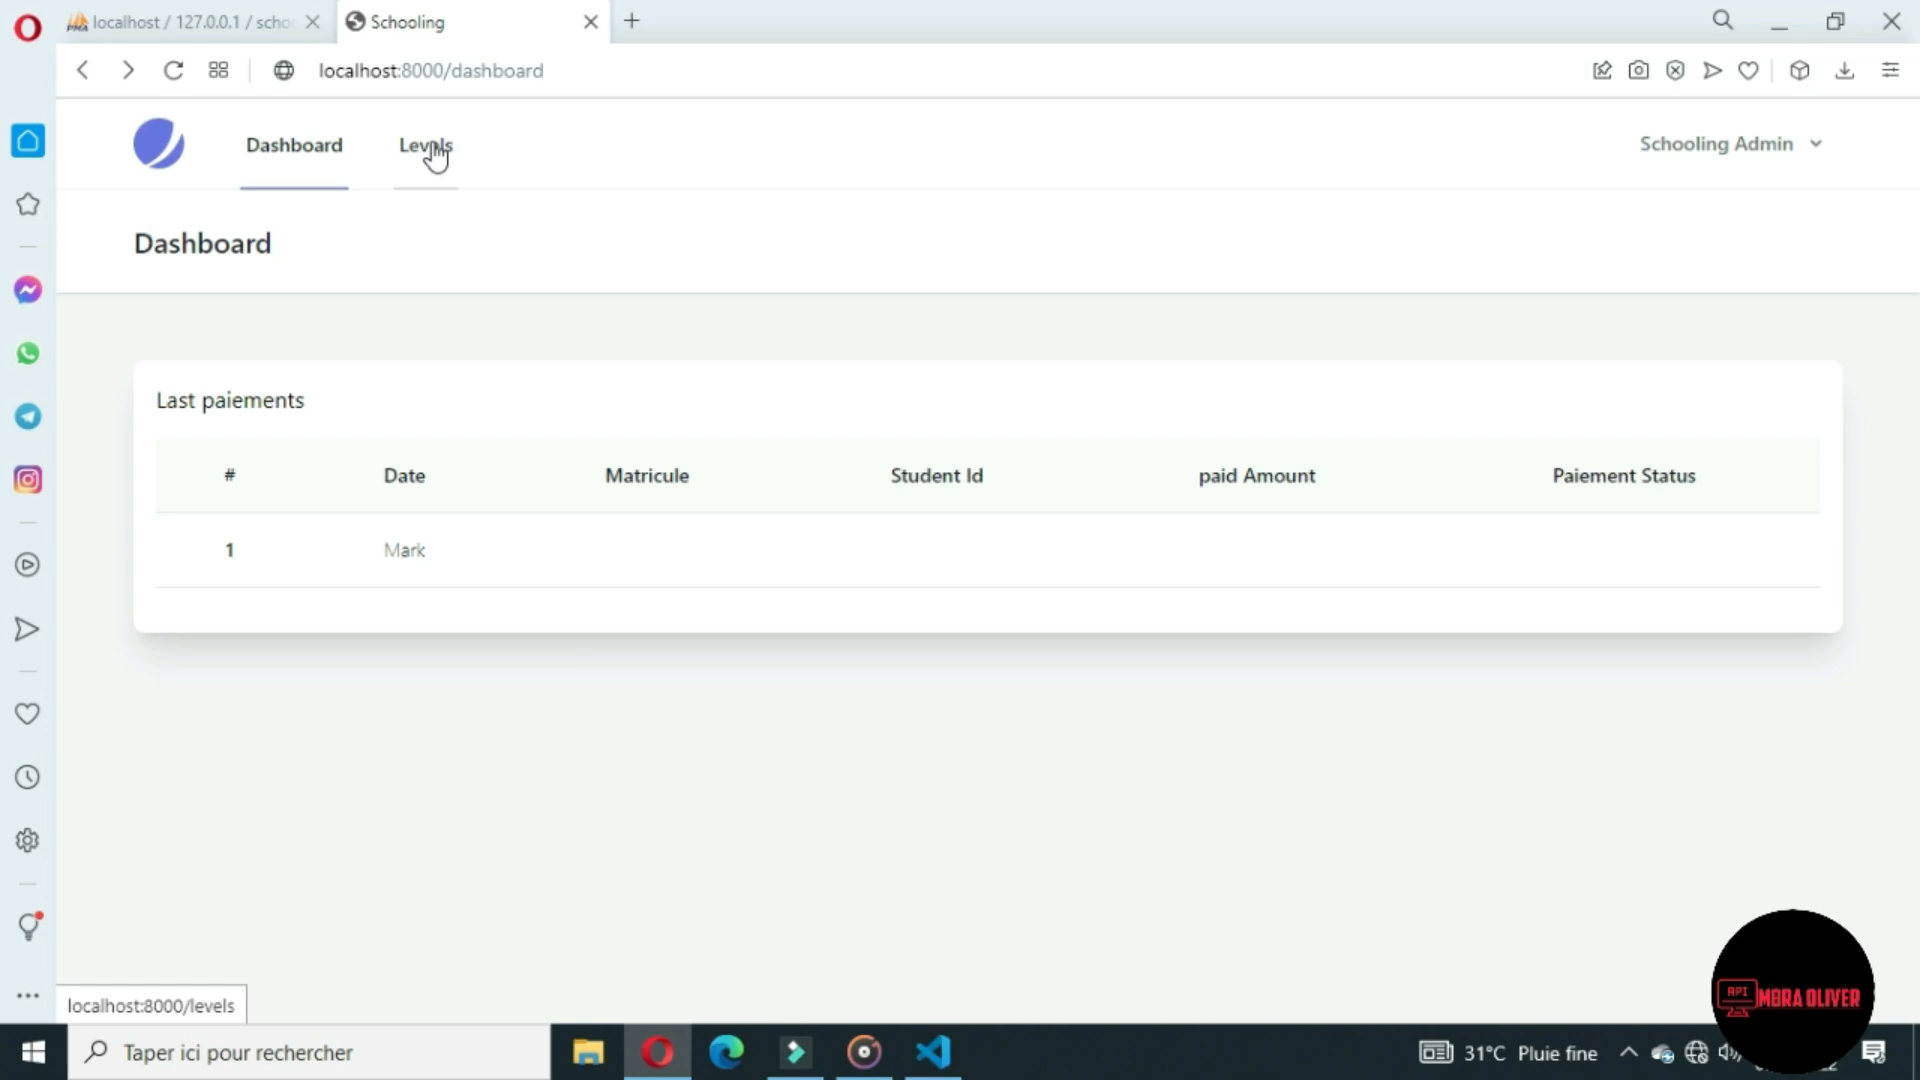 localhost / 127.0.0.1 / scho
Schooling
localhost:8000/dashboard
Dashboard
Levels
Schooling Admin
Dashboard
Last paiements
# Date Matricule Student Id paid Amount Paiement Status
1 Mark
localhost:8000/levels
API
MBRA OLIVER
Taper ici pour rechercher
31°C Pluie fine